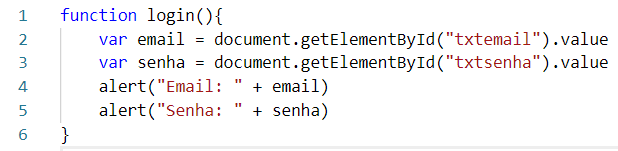 1 function login(){
2 var email = document.getElementById("txtemail").value
3 var senha = document.getElementById("txtsenha").value
4 alert("Email: " + email)
5 alert("Senha: " + senha)
6 }